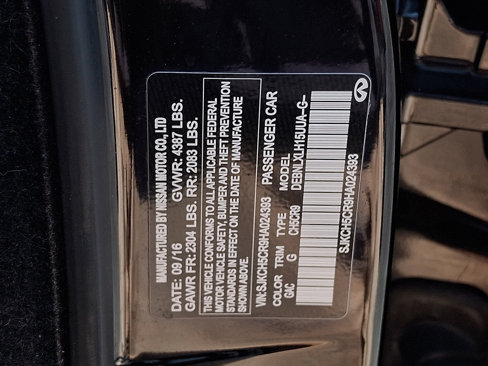 MANUFACTURED BY NISSAN MOTOR CO., LTD
DATE: 09 / 16 GVWR: 4387 LBS.
GAWR FR: 2304 LBS. RR: 2083 LBS.
THIS VEHICLE CONFORMS TO ALL APPLICABLE FEDERAL
MOTOR VEHICLE SAFETY, BUMPER AND THEFT PREVENTION
STANDARDS IN EFFECT ON THE DATE OF MANUFACTURE
SHOWN ABOVE.
VIN:SJKCH5CR9HA024393 PASSENGER CAR
COLOR TRIM TYPE MODEL
GAC G CH5CR9 DEBNLXLH15UUA-G-
SJKCH5CR9HA024393